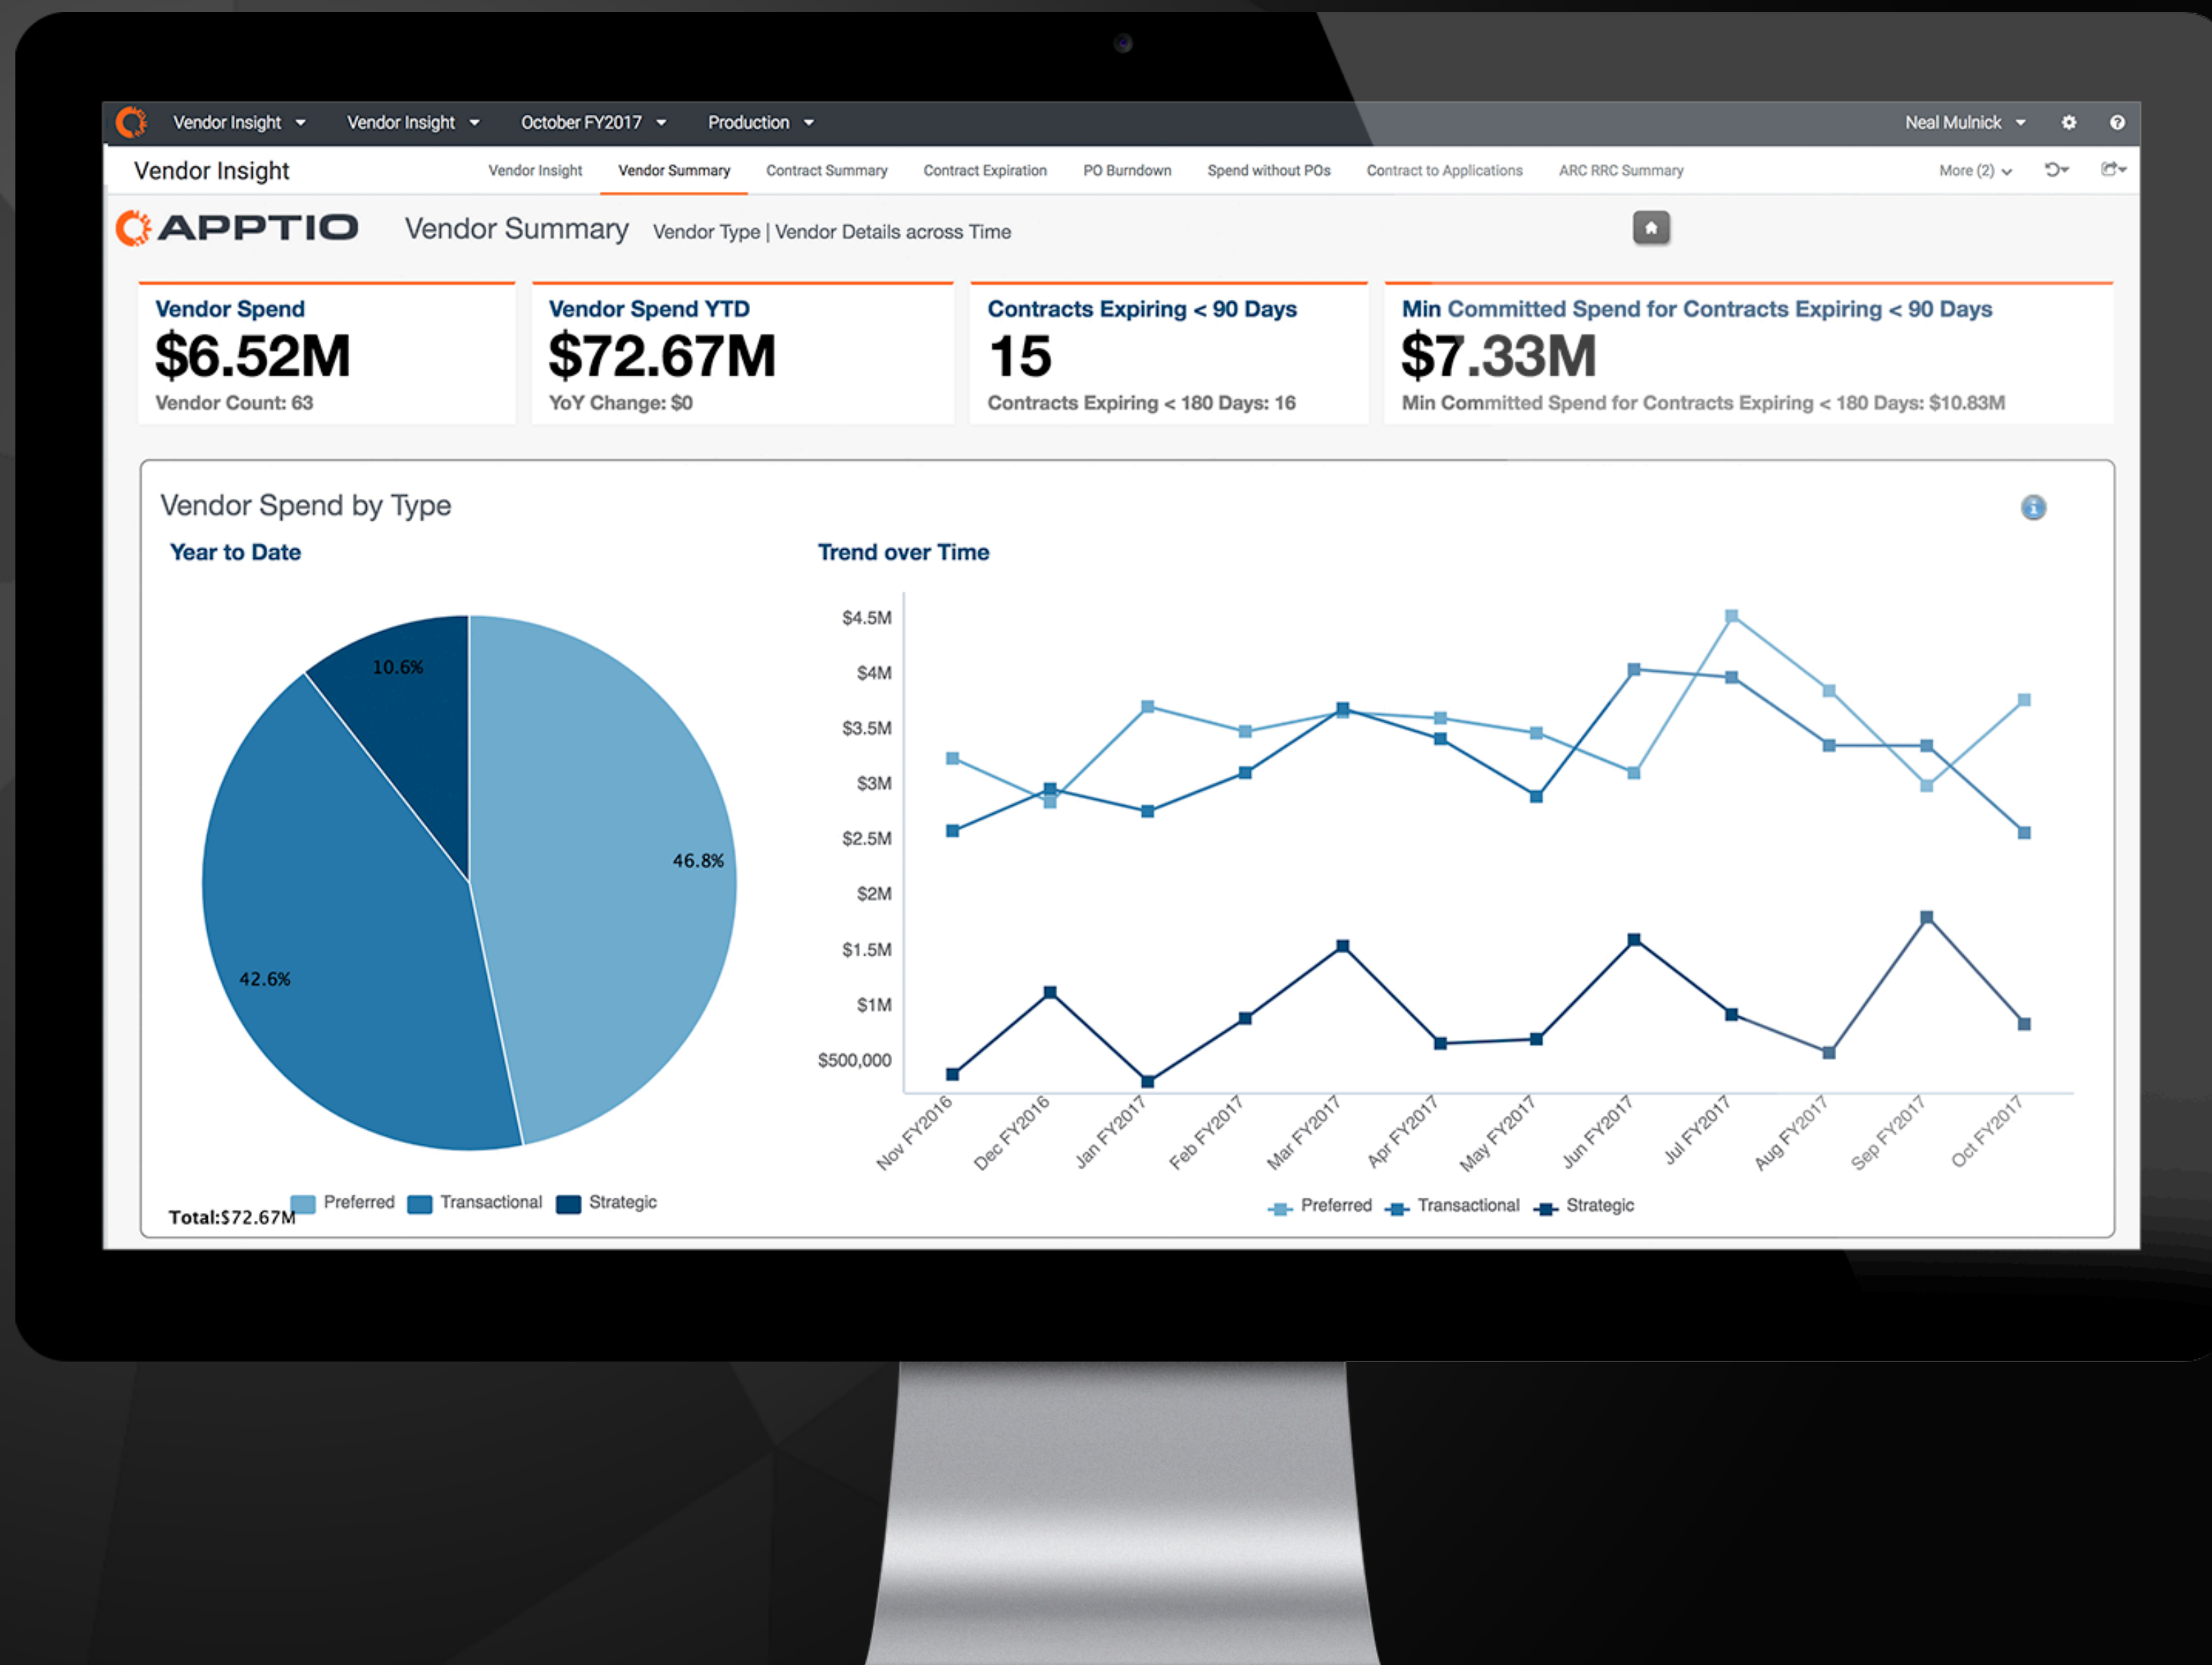 Vendor Insight Vendor Insight October FY2017 Production Neal Mulnick
Vendor Insight Vendor Insight Vendor Summary Contract Summary Contract Expiration PO Burndown Spend without POs Contract to Applications ARC RRC Summary More (2)
APPTIO Vendor Summary Vendor Type | Vendor Details across Time
Vendor Spend
$6.52M
Vendor Count: 63
Vendor Spend YTD
$72.67M
YoY Change: $0
Contracts Expiring < 90 Days
15
Contracts Expiring < 180 Days: 16
Min Committed Spend for Contracts Expiring < 90 Days
$7.33M
Min Committed Spend for Contracts Expiring < 180 Days: $10.83M
Vendor Spend by Type
Year to Date
10.6%
46.8%
42.6%
Total:$72.67M
Preferred Transactional Strategic
Trend over Time
$4.5M
$4M
$3.5M
$3M
$2.5M
$2M
$1.5M
$1M
$500,000
Nov FY2016 Dec FY2016 Jan FY2017 Feb FY2017 Mar FY2017 Apr FY2017 May FY2017 Jun FY2017 Jul FY2017 Aug FY2017 Sep FY2017 Oct FY2017
Preferred Transactional Strategic